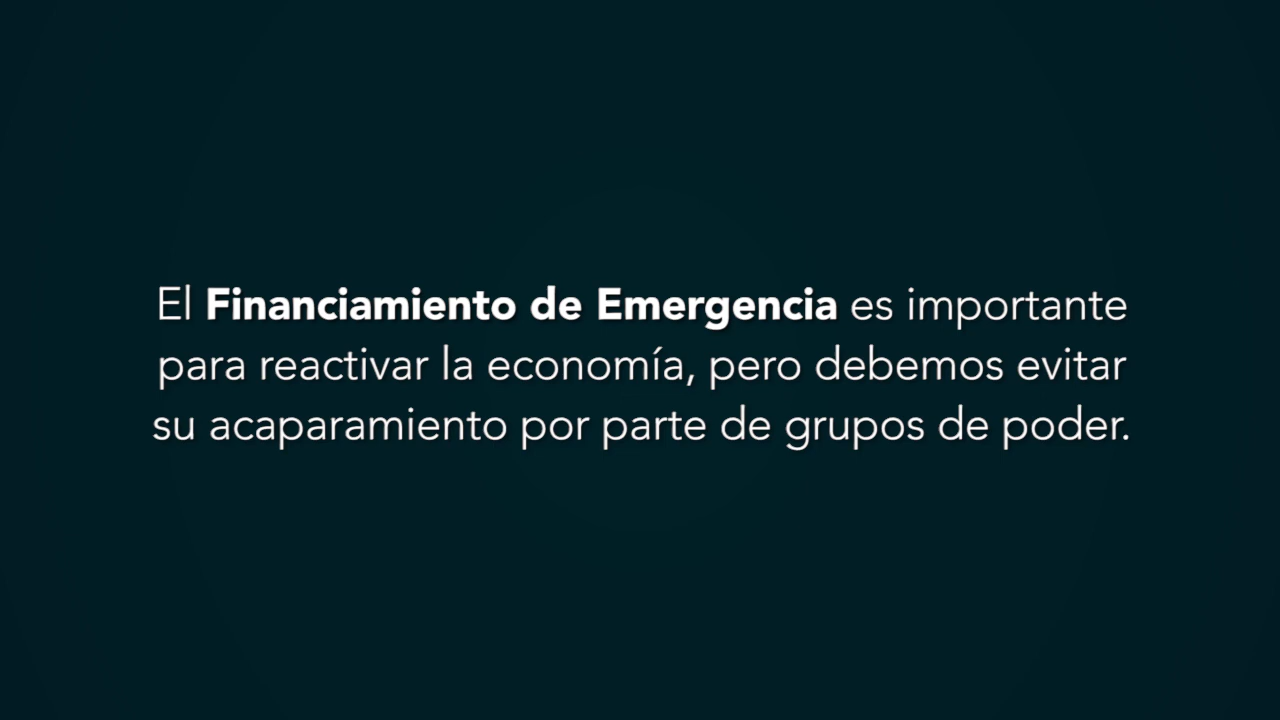 El Financiamiento de Emergencia es importante
para reactivar la economía, pero debemos evitar
su acaparamiento por parte de grupos de poder.